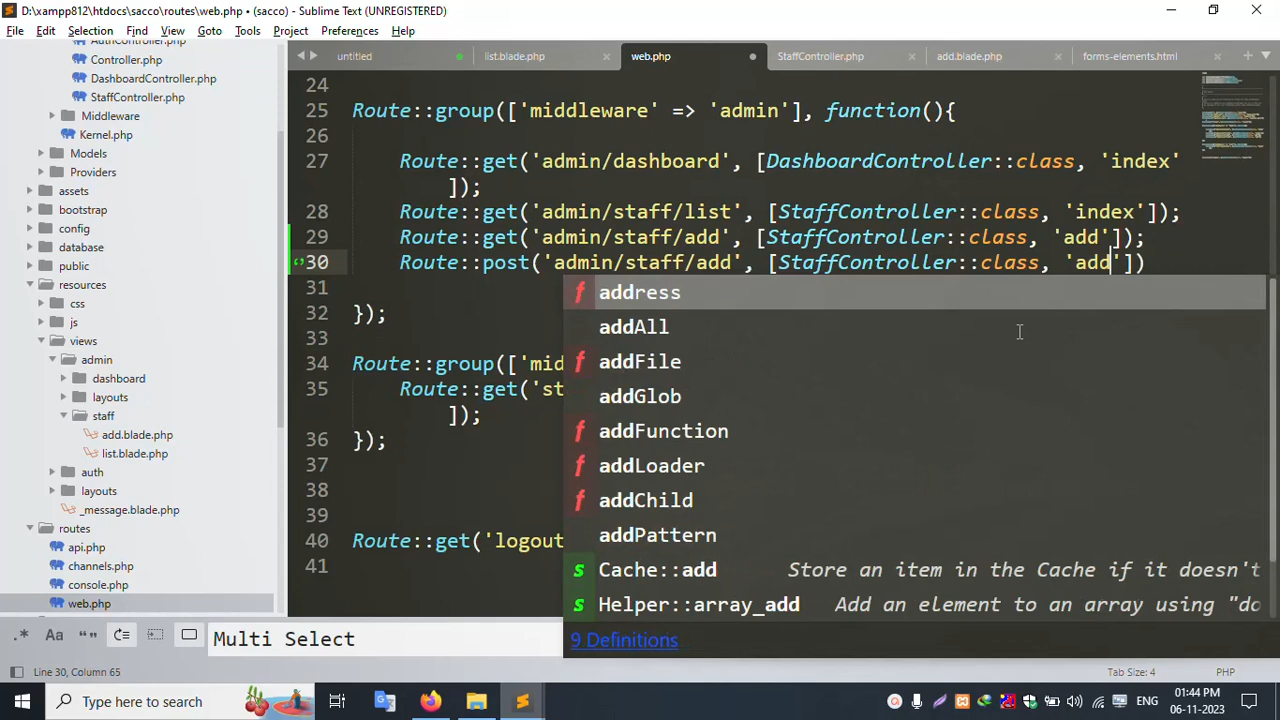 D:\xampp812\htdocs\sacco\routes\web.php • (sacco) - Sublime Text (UNREGISTERED)
File Edit Selection Find View Goto Tools Project Preferences Help
untitled list.blade.php web.php StaffController.php add.blade.php forms-elements.html
AuthController.php
Controller.php
DashboardController.php
StaffController.php
Middleware
Kernel.php
Models
Providers
assets
bootstrap
config
database
public
resources
css
js
views
admin
dashboard
layouts
staff
add.blade.php
list.blade.php
auth
layouts
_message.blade.php
routes
api.php
channels.php
console.php
web.php
24
25 Route::group(['middleware' => 'admin'], function(){
26
27 Route::get('admin/dashboard', [DashboardController::class, 'index'
]);
28 Route::get('admin/staff/list', [StaffController::class, 'index']);
29 Route::get('admin/staff/add', [StaffController::class, 'add']);
30 Route::post('admin/staff/add', [StaffController::class, 'add'])
31
32 });
33
34 Route::group(['mid
35 Route::get('st
]);
36 });
37
38
39
40 Route::get('logout
41
f address
addAll
f addFile
addGlob
f addFunction
f addLoader
f addChild
addPattern
s Cache::add Store an item in the Cache if it doesn't
s Helper::array_add Add an element to an array using "do
9 Definitions
.* Aa “” Multi Select
Line 30, Column 65 Tab Size: 4 PHP
Type here to search ENG 01:44 PM
06-11-2023